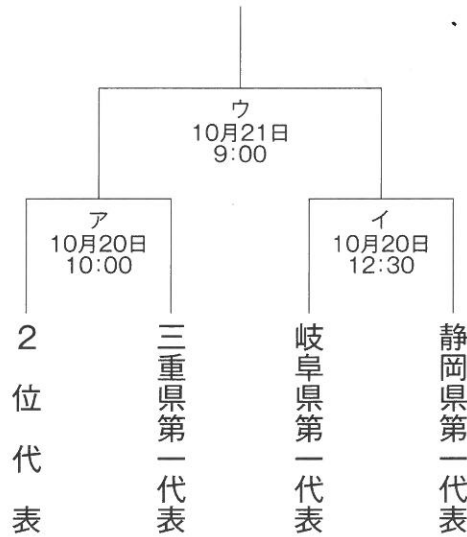 ウ
10月21日
9:00
ア
10月20日
10:00
イ
10月20日
12:30
2位代表
三重県第一代表
岐阜県第一代表
静岡県第一代表